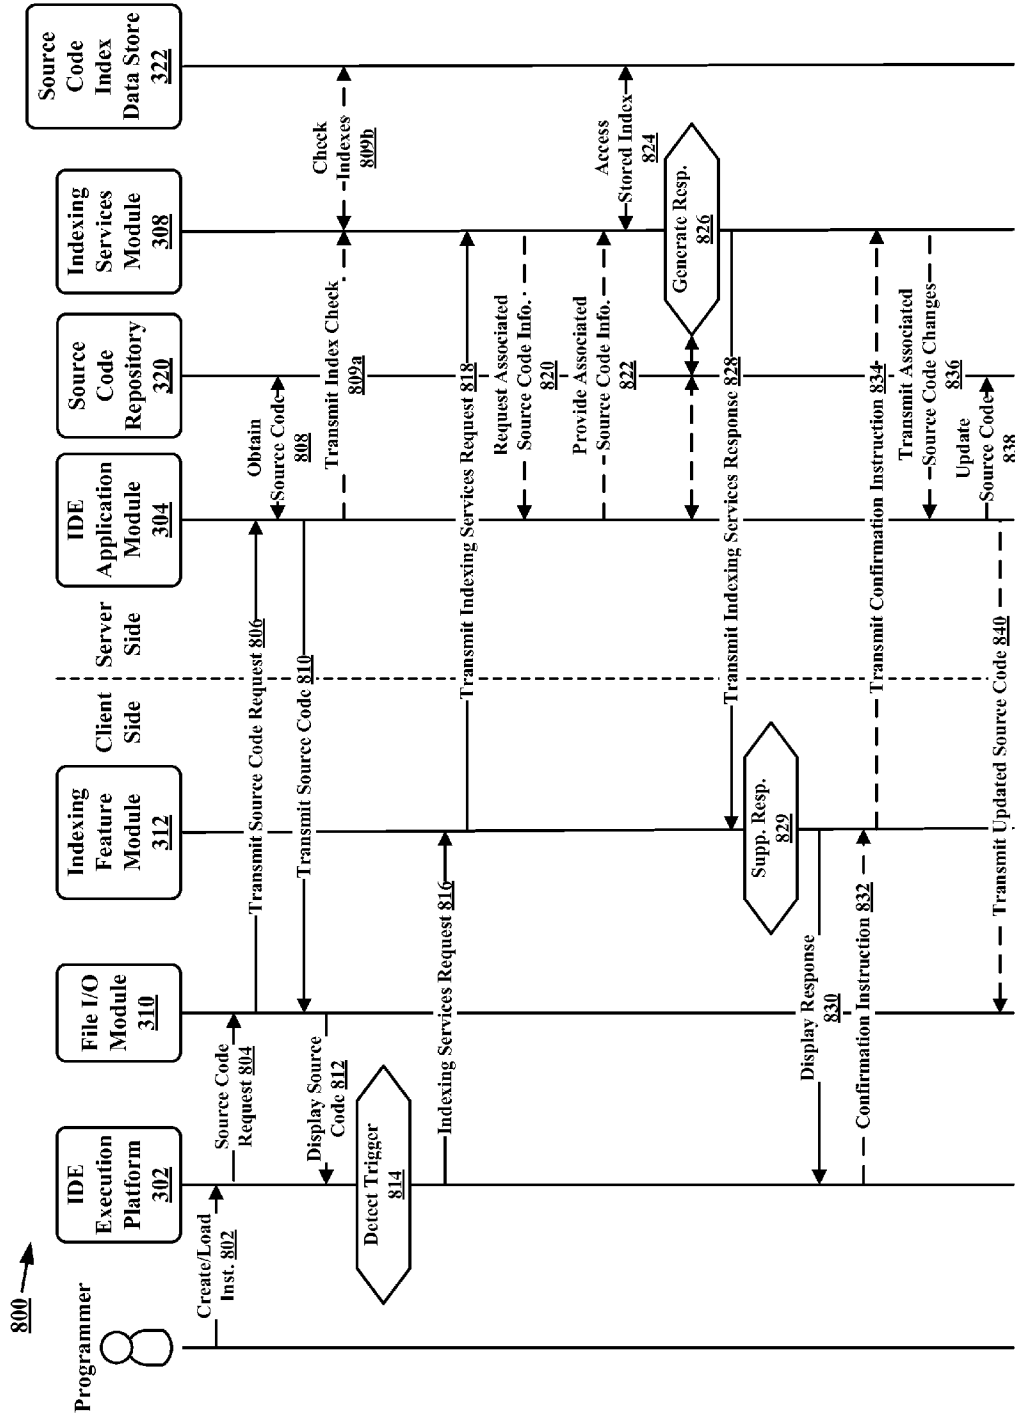 800
Programmer
IDE
Execution
Platform
302
File I/O
Module
310
Indexing
Feature
Module
312
Client
Side
Server
Side
IDE
Application
Module
304
Source
Code
Repository
320
Indexing
Services
Module
308
Source
Code
Index
Data Store
322
Create/Load
Inst. 802
Source Code
Request 804
Transmit Source Code Request 806
Obtain
Source Code
808
Transmit Source Code 810
Display Source
Code 812
Transmit Index Check
809a
Check
Indexes
809b
Detect Trigger
814
Indexing Services Request 816
Transmit Indexing Services Request 818
Request Associated
Source Code Info.
820
Provide Associated
Source Code Info.
822
Access
Stored Index
824
Generate Resp.
826
Transmit Indexing Services Response 828
Supp. Resp.
829
Display Response
830
Confirmation Instruction 832
Transmit Confirmation Instruction 834
Transmit Associated
Source Code Changes
836
Update
Source Code
838
Transmit Updated Source Code 840